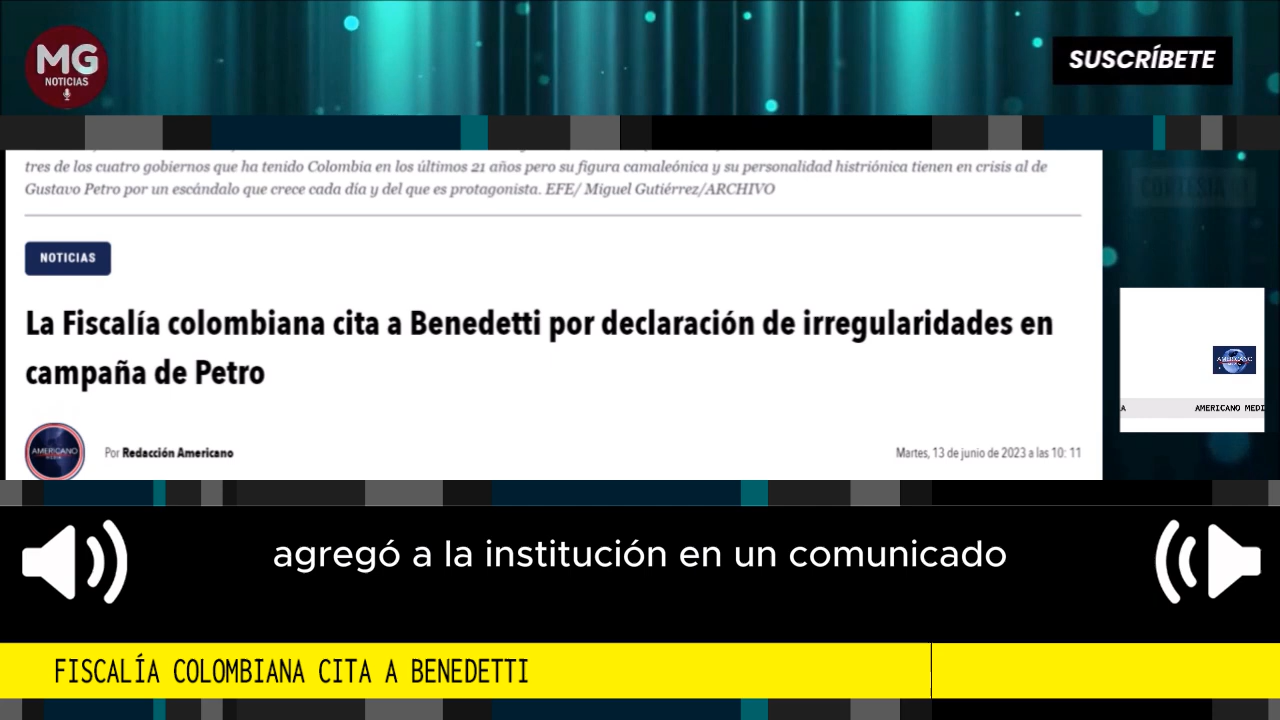 MG
NOTICIAS
SUSCRÍBETE
tres de los cuatro gobiernos que ha tenido Colombia en los últimos 21 años pero su figura camaleónica y su personalidad histriónica tienen en crisis al de
Gustavo Petro por un escándalo que crece cada día y del que es protagonista. EFE/ Miguel Gutiérrez/ARCHIVO
CORTESÍA
NOTICIAS
La Fiscalía colombiana cita a Benedetti por declaración de irregularidades en
campaña de Petro
AMERICANO
A
AMERICANO MEDI
AMERICANO
MEDIA
Por Redacción Americano
Martes, 13 de junio de 2023 a las 10: 11
agregó a la institución en un comunicado
FISCALÍA COLOMBIANA CITA A BENEDETTI